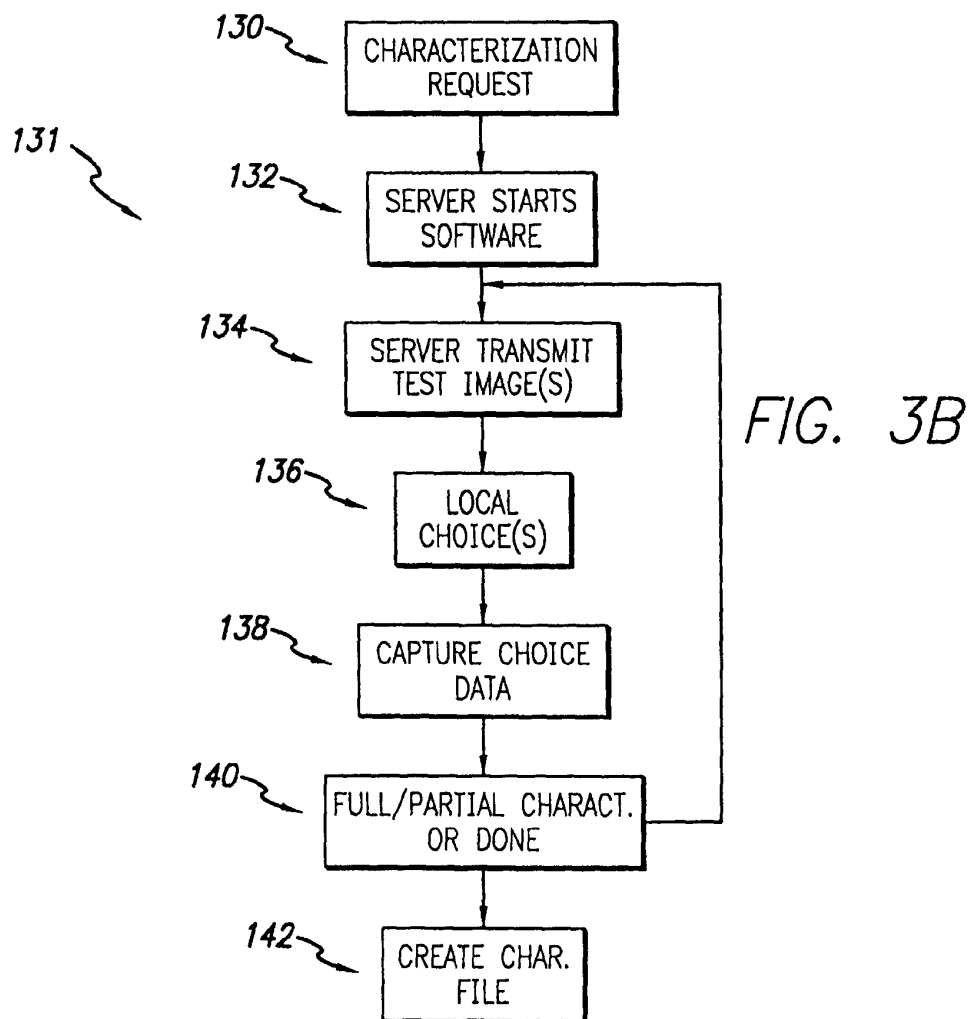 130
CHARACTERIZATION
REQUEST
131
132
SERVER STARTS
SOFTWARE
134
SERVER TRANSMIT
TEST IMAGE(S)
FIG. 3B
136
LOCAL
CHOICE(S)
138
CAPTURE CHOICE
DATA
140
FULL/PARTIAL CHARACT.
OR DONE
142
CREATE CHAR.
FILE